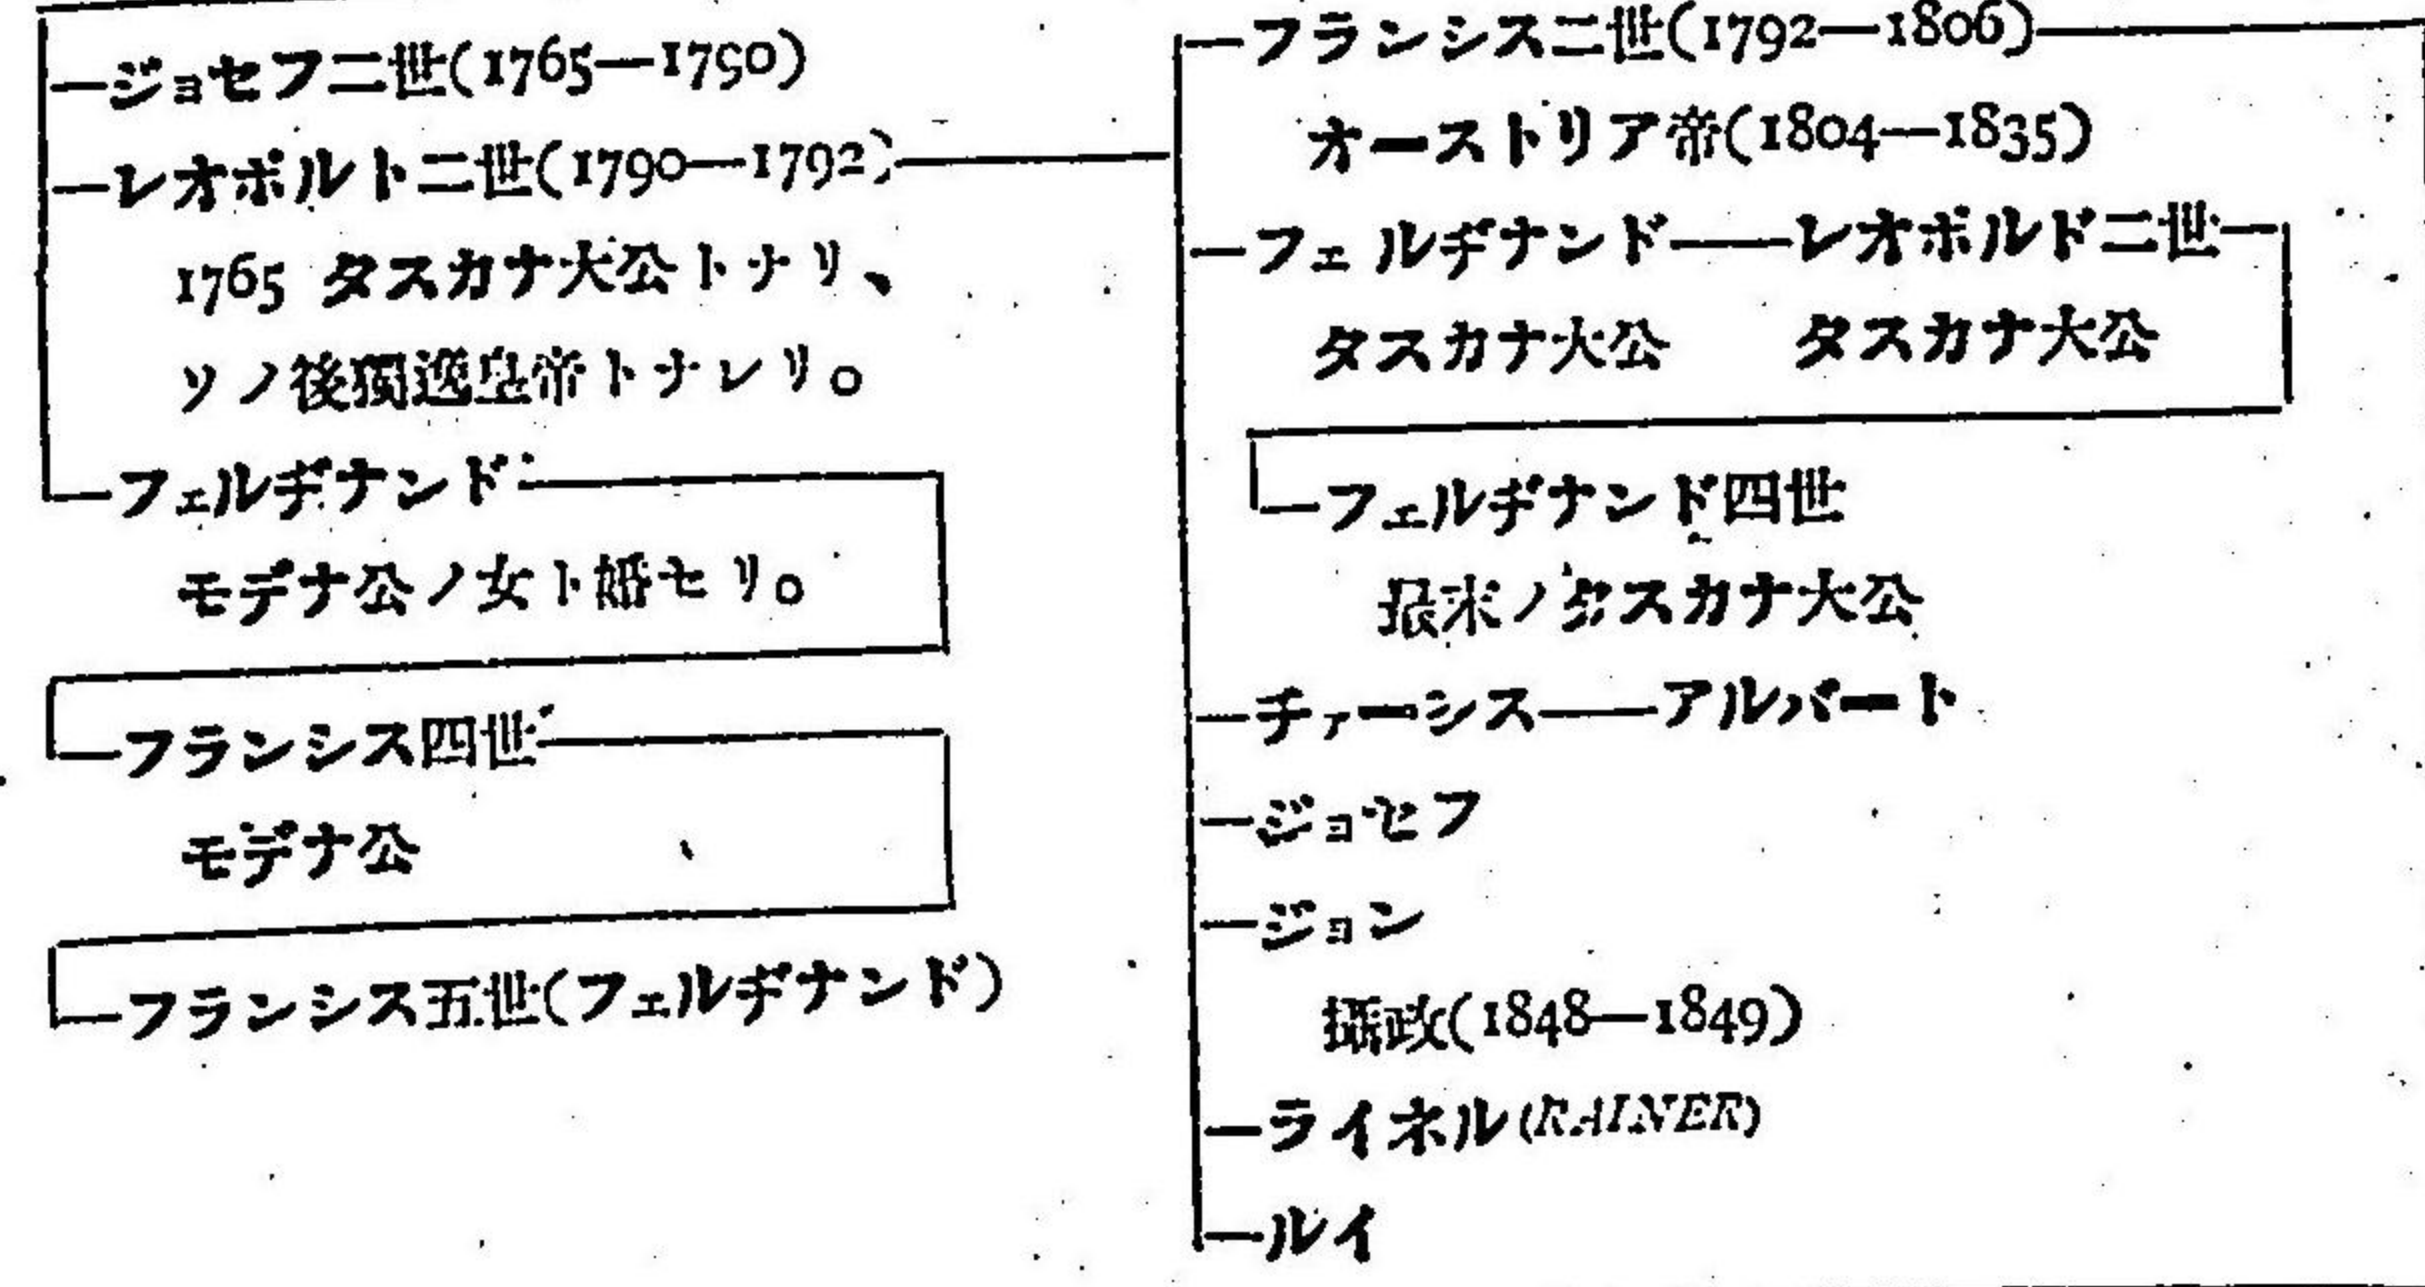 ジョセフ二世(1765—1790)
レオポルト二世(1790—1792)
1765 タスカナ大公トナリ、
ソノ後獨逸皇帝トナレリ。
フェルヂナンド
モデナ公ノ女ト婚セリ。
フランシス四世
モデナ公
フランシス五世(フェルヂナンド)
フランシス二世(1792—1806)
オーストリア帝(1804—1835)
フェルヂナンド——レオポルド二世
タスカナ大公 タスカナ大公
フェルヂナンド四世
最末ノタスカナ大公
チァーシス——アルバート
ジョセフ
ジョン
攝政(1848—1849)
ライネル(RAINER)
ルイ